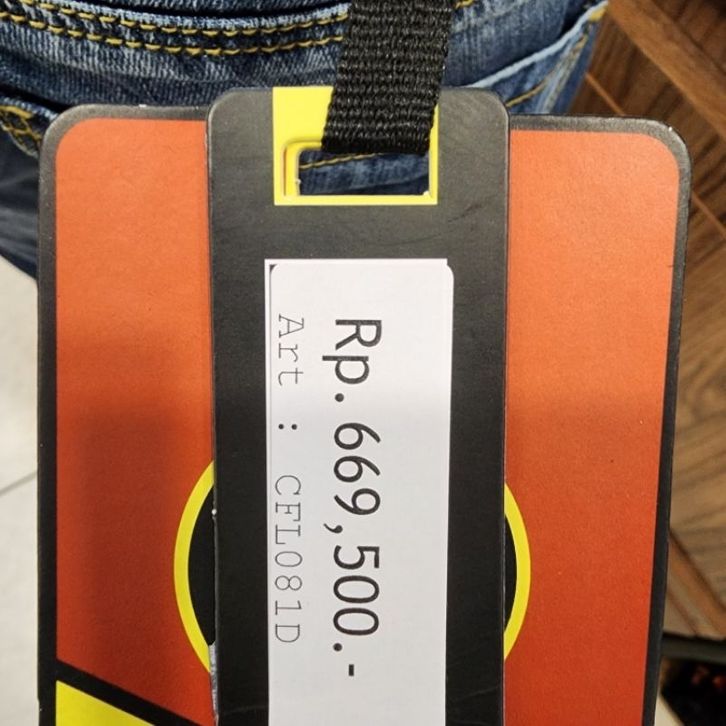 Rp. 669,500.-
Art : CFL081D